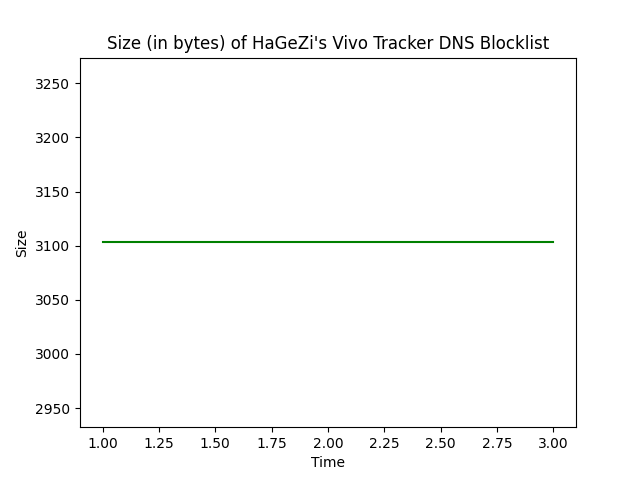 Size (in bytes) of HaGeZi's Vivo Tracker DNS Blocklist
3250
3200
3150
3100
3050
3000
2950
Size
1.00 1.25 1.50 1.75 2.00 2.25 2.50 2.75 3.00
Time